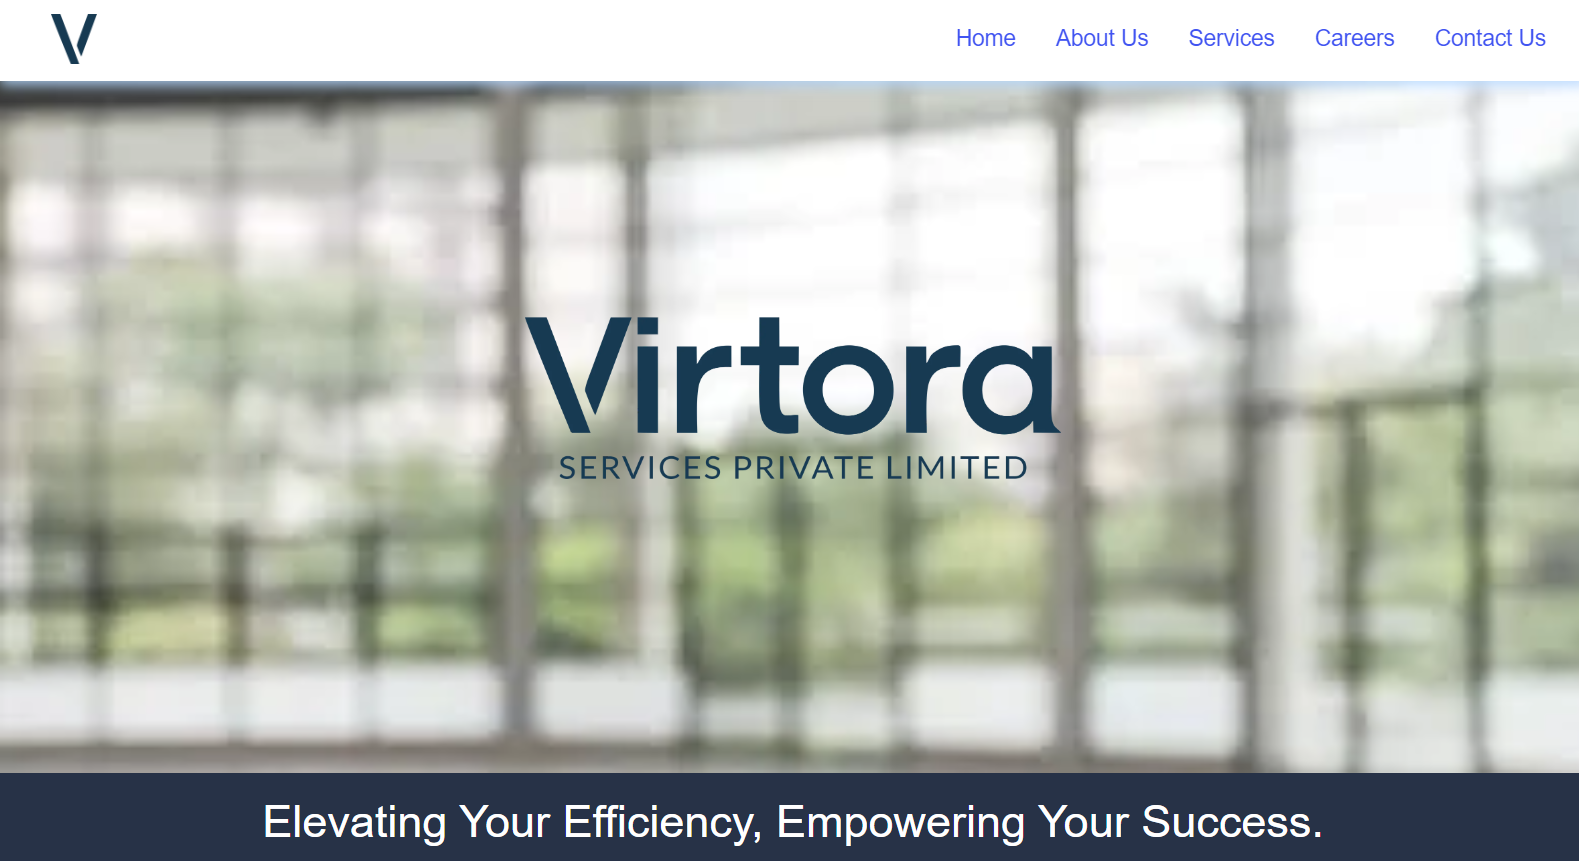 Home About Us Services Careers Contact Us
Virtora
SERVICES PRIVATE LIMITED
Elevating Your Efficiency, Empowering Your Success.